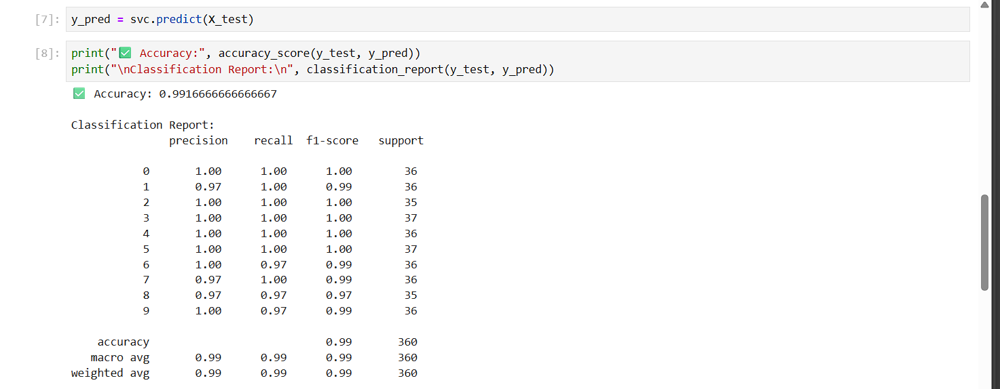 [7]: y_pred = svc.predict(X_test)
[8]: print("✅ Accuracy:", accuracy_score(y_test, y_pred))
print("\nClassification Report:\n", classification_report(y_test, y_pred))
✅ Accuracy: 0.9916666666666667
Classification Report:
precision recall f1-score support
0 1.00 1.00 1.00 36
1 0.97 1.00 0.99 36
2 1.00 1.00 1.00 35
3 1.00 1.00 1.00 37
4 1.00 1.00 1.00 36
5 1.00 1.00 1.00 37
6 1.00 0.97 0.99 36
7 0.97 1.00 0.99 36
8 0.97 0.97 0.97 35
9 1.00 0.97 0.99 36
accuracy 0.99 360
macro avg 0.99 0.99 0.99 360
weighted avg 0.99 0.99 0.99 360